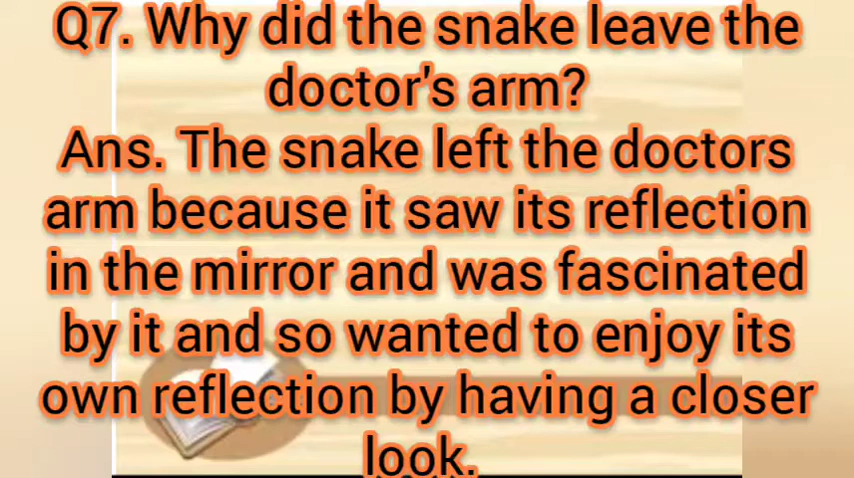 Q7. Why did the snake leave the
doctor's arm?
Ans. The snake left the doctors
arm because it saw its reflection
in the mirror and was fascinated
by it and so wanted to enjoy its
own reflection by having a closer
look.